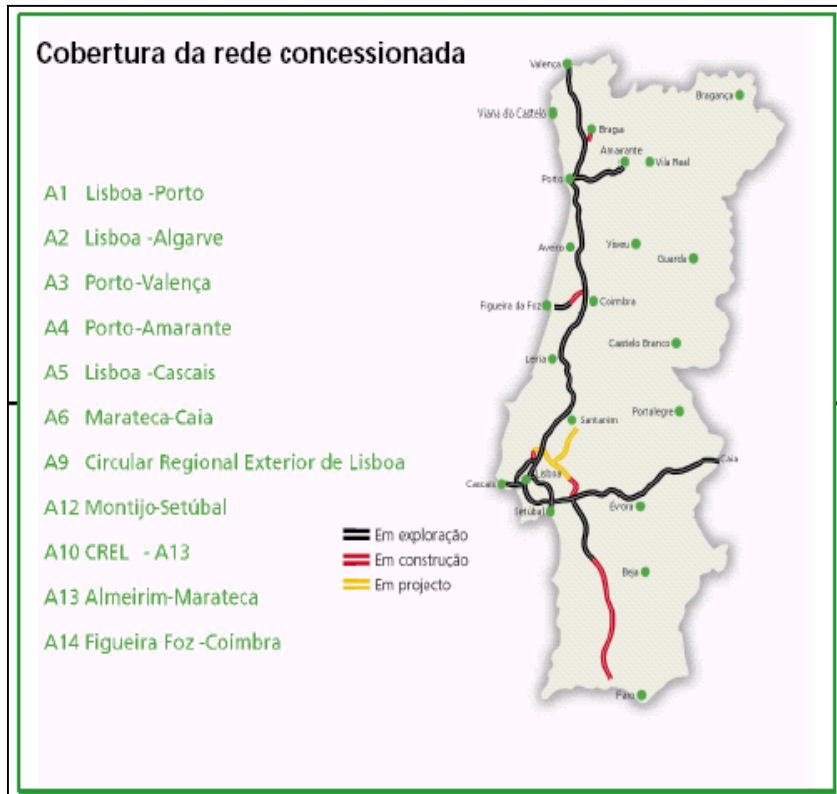 Cobertura da rede concessionada
A1 Lisboa -Porto
A2 Lisboa -Algarve
A3 Porto-Valença
A4 Porto-Amarante
A5 Lisboa -Cascais
A6 Marateca-Caia
A9 Circular Regional Exterior de Lisboa
A12 Montijo-Setúbal
A10 CREL - A13
A13 Almeirim-Marateca
A14 Figueira Foz -Coimbra
Em exploração
Em construção
Em projecto
Valença
Bragança
Viana do Castelo
Braga
Amarante
Vila Real
Porto
Aveiro
Viseu
Guarda
Figueira da Foz
Coimbra
Castelo Branco
Leiria
Portalegre
Santarém
Caia
Lisboa
Cascais
Évora
Setúbal
Beja
Faro